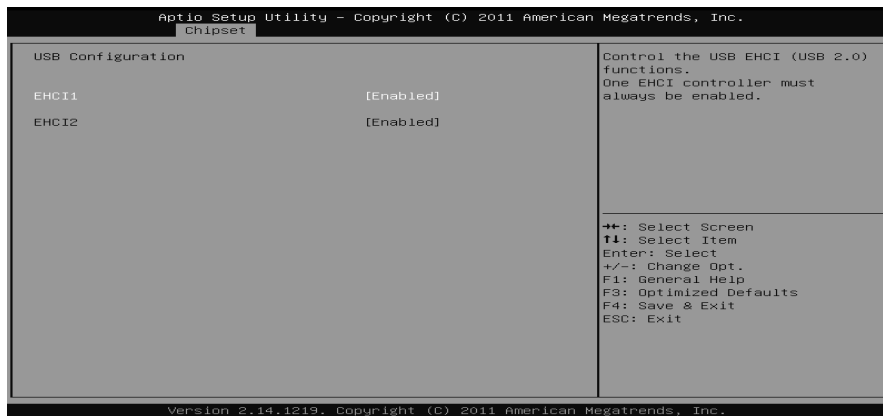 Aptio Setup Utility – Copyright (C) 2011 American Megatrends, Inc.
Chipset
USB Configuration
EHCI1 [Enabled]
EHCI2 [Enabled]
Control the USB EHCI (USB 2.0)
functions.
One EHCI controller must
always be enabled.
→←: Select Screen
↑↓: Select Item
Enter: Select
+/-: Change Opt.
F1: General Help
F3: Optimized Defaults
F4: Save & Exit
ESC: Exit
Version 2.14.1219. Copyright (C) 2011 American Megatrends, Inc.